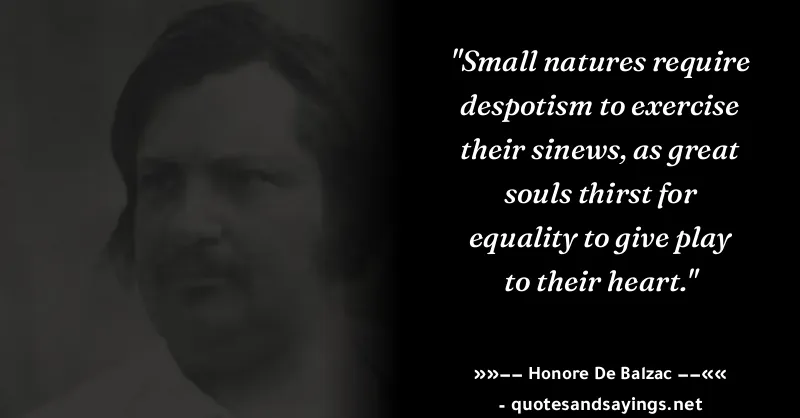 "Small natures require
despotism to exercise
their sinews, as great
souls thirst for
equality to give play
to their heart."
»»–– Honore De Balzac ––««
- quotesandsayings.net